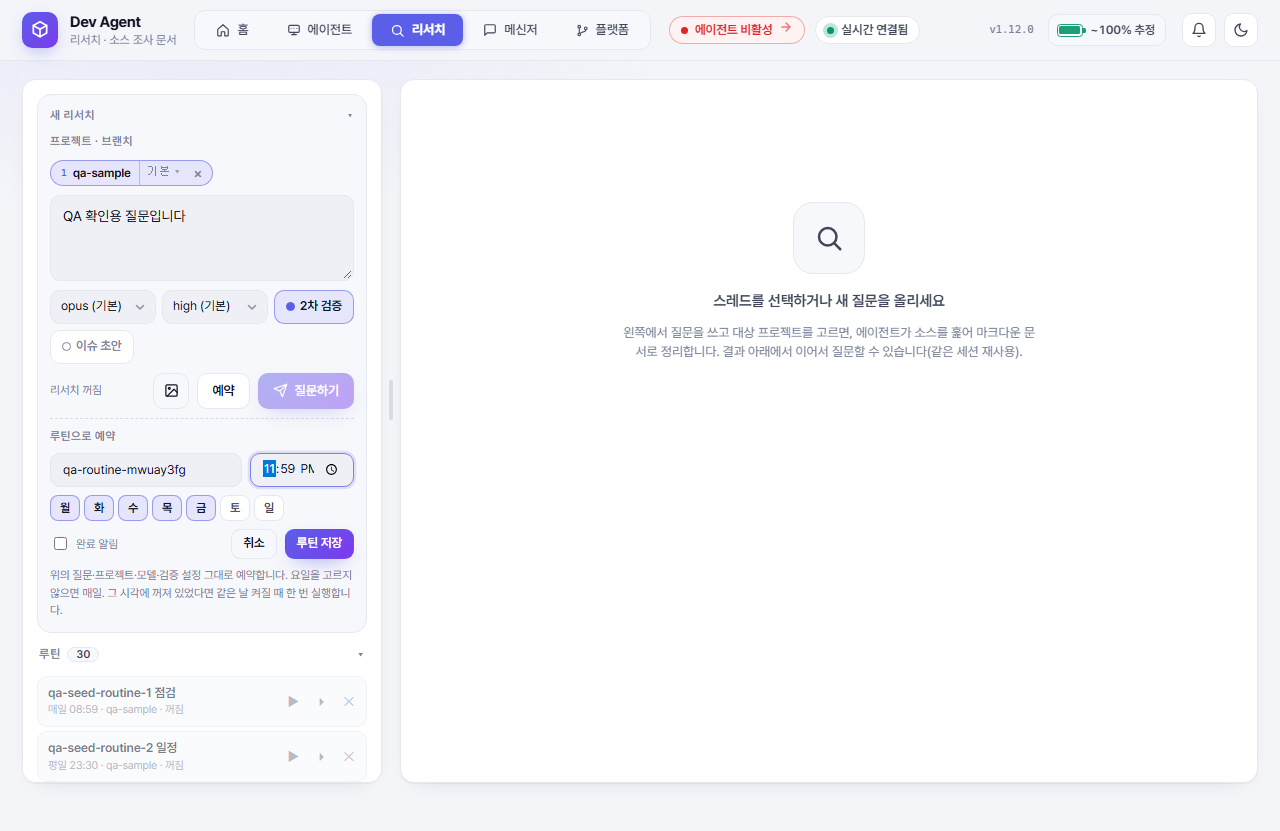 Dev Agent
리서치 · 소스 조사 문서
홈
에이전트
리서치
메신저
플랫폼
에이전트 비활성 →
실시간 연결됨
v1.12.0
~100% 추정
새 리서치
프로젝트 · 브랜치
1 qa-sample 기본 ×
QA 확인용 질문입니다
opus (기본)
high (기본)
2차 검증
이슈 초안
리서치 꺼짐
예약
질문하기
루틴으로 예약
qa-routine-mwuay3fg
11:59 PM
월 화 수 목 금 토 일
완료 알림
취소
루틴 저장
위의 질문·프로젝트·모델·검증 설정 그대로 예약합니다. 요일을 고르지
않으면 매일. 그 시각에 꺼져 있었다면 같은 날 켜질 때 한 번 실행합니
다.
루틴 30
qa-seed-routine-1 점검
매일 08:59 · qa-sample · 꺼짐
qa-seed-routine-2 일정
평일 23:30 · qa-sample · 꺼짐
스레드를 선택하거나 새 질문을 올리세요
왼쪽에서 질문을 쓰고 대상 프로젝트를 고르면, 에이전트가 소스를 훑어 마크다운 문
서로 정리합니다. 결과 아래에서 이어서 질문할 수 있습니다(같은 세션 재사용).